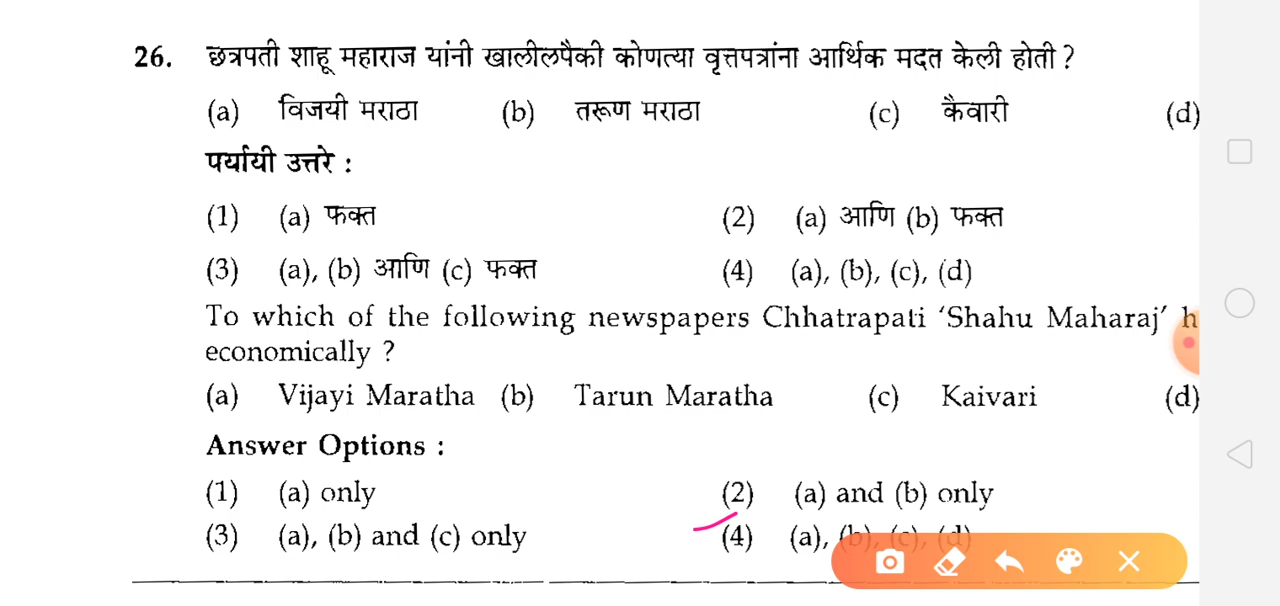 26. छत्रपती शाहू महाराज यांनी खालीलपैकी कोणत्या वृत्तपत्रांना आर्थिक मदत केली होती ?
(a) विजयी मराठा (b) तरूण मराठा (c) कैवारी (d)
पर्यायी उत्तरे :
(1) (a) फक्त (2) (a) आणि (b) फक्त
(3) (a), (b) आणि (c) फक्त (4) (a), (b), (c), (d)
To which of the following newspapers Chhatrapati ‘Shahu Maharaj’ h
economically ?
(a) Vijayi Maratha (b) Tarun Maratha (c) Kaivari (d)
Answer Options :
(1) (a) only (2) (a) and (b) only
(3) (a), (b) and (c) only (4) (a), (b), (c), (d)